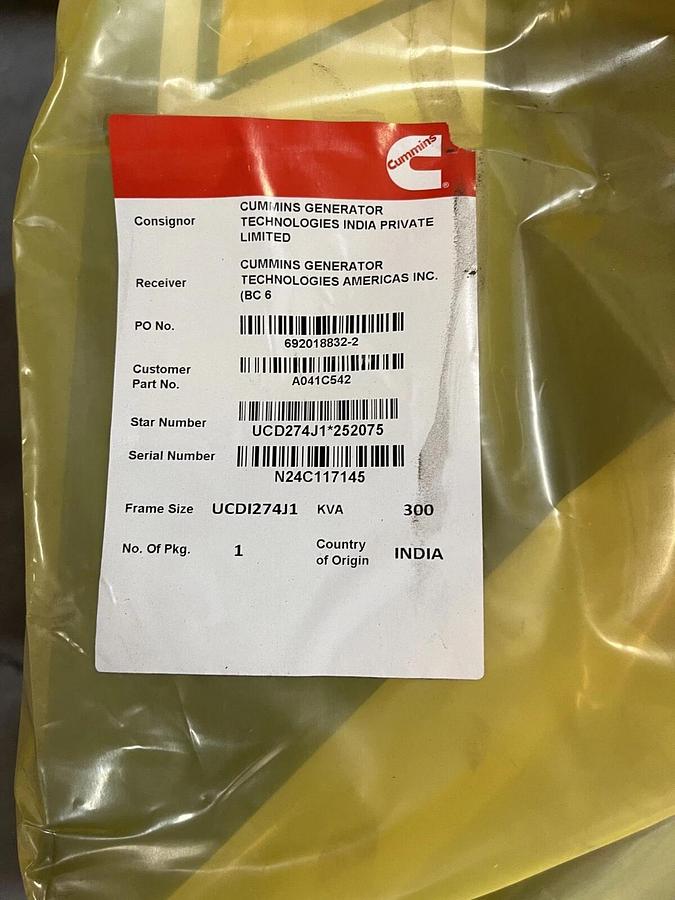 Cummins
®
Consignor
CUMMINS GENERATOR
TECHNOLOGIES INDIA PRIVATE
LIMITED
Receiver
CUMMINS GENERATOR
TECHNOLOGIES AMERICAS INC.
(BC 6
PO No.
692018832-2
Customer
Part No.
A041C542
Star Number
UCD274J1*252075
Serial Number
N24C117145
Frame Size UCDI274J1 KVA 300
No. Of Pkg. 1 Country
of Origin INDIA